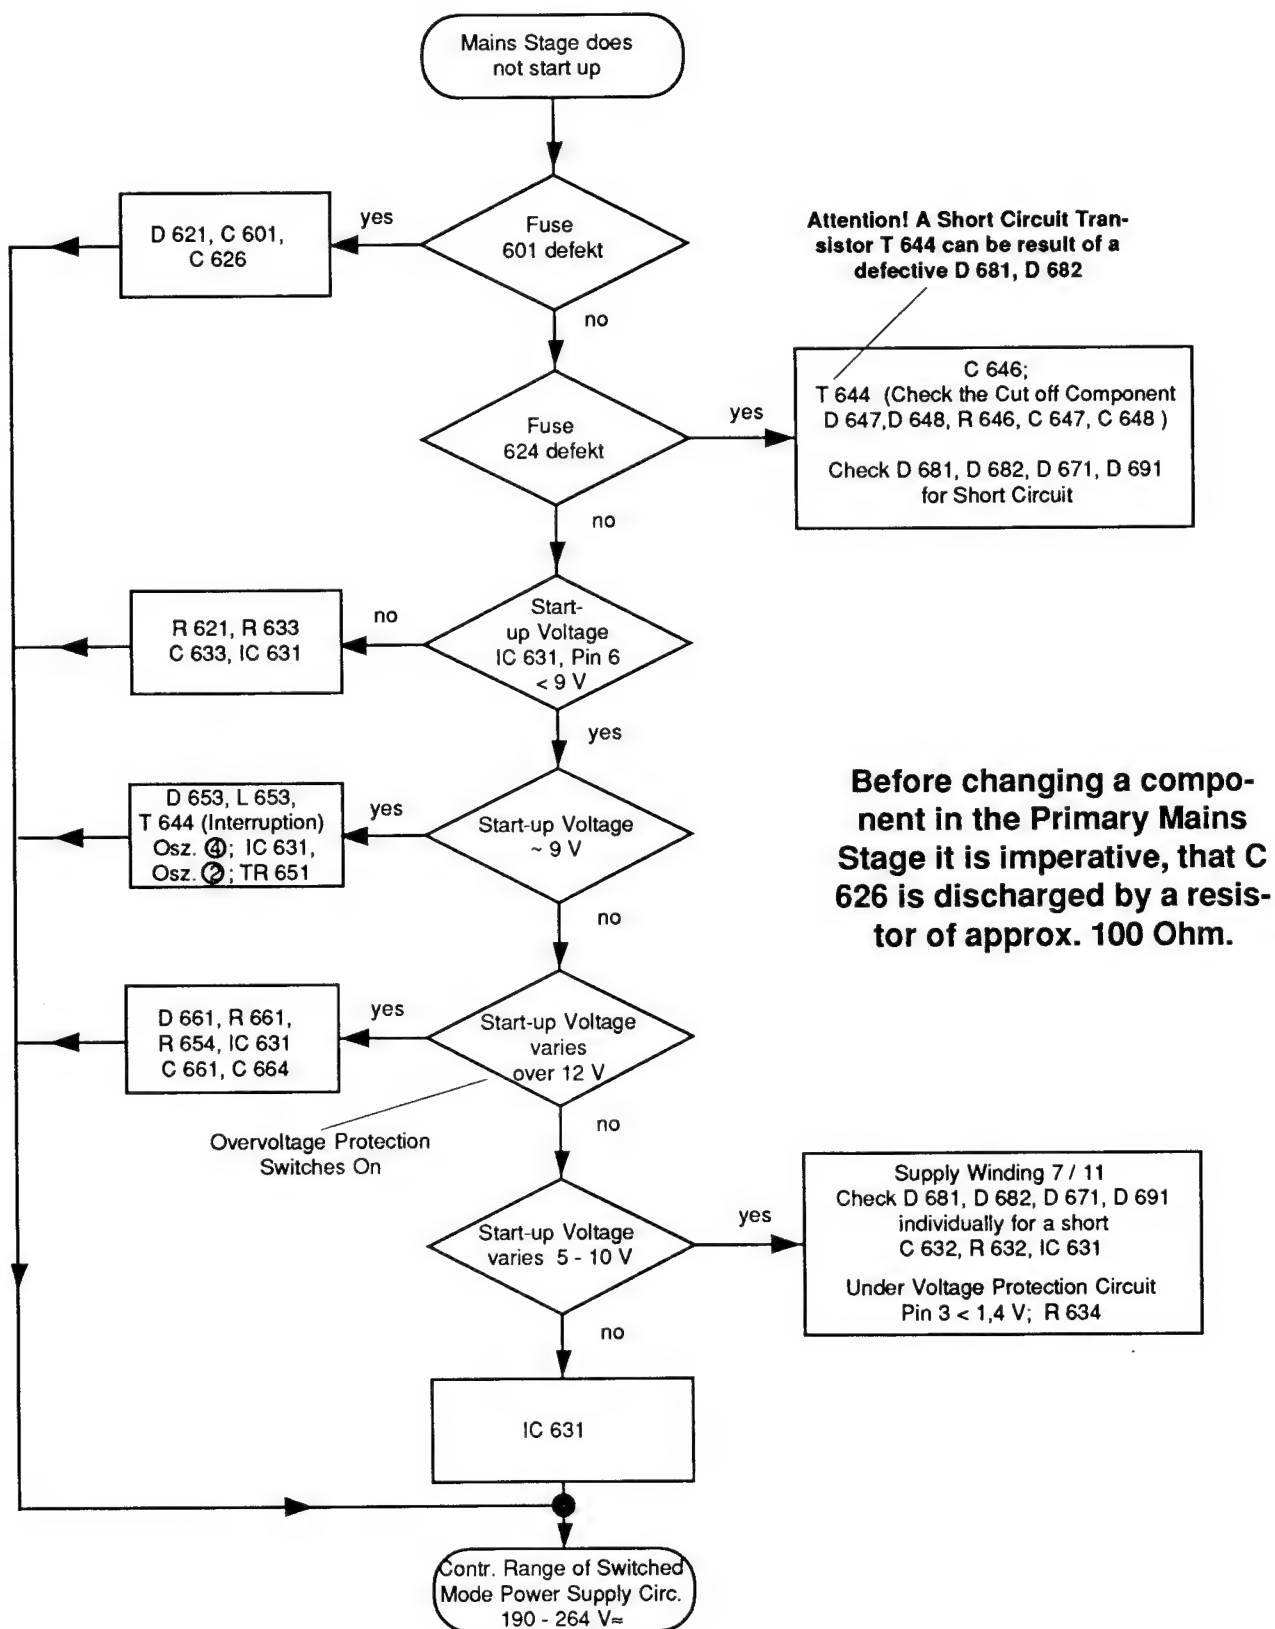 Mains Stage does
not start up
Fuse
601 defekt
yes
D 621, C 601,
C 626
no
Attention! A Short Circuit Tran-
sistor T 644 can be result of a
defective D 681, D 682
Fuse
624 defekt
yes
C 646;
T 644 (Check the Cut off Component
D 647,D 648, R 646, C 647, C 648 )
Check D 681, D 682, D 671, D 691
for Short Circuit
no
Start-
up Voltage
IC 631, Pin 6
< 9 V
no
R 621, R 633
C 633, IC 631
yes
Start-up Voltage
~ 9 V
yes
D 653, L 653,
T 644 (Interruption)
Osz. ④; IC 631,
Osz. ②; TR 651
no
Before changing a compo-
nent in the Primary Mains
Stage it is imperative, that C
626 is discharged by a resis-
tor of approx. 100 Ohm.
Start-up Voltage
varies
over 12 V
yes
D 661, R 661,
R 654, IC 631
C 661, C 664
Overvoltage Protection
Switches On
no
Start-up Voltage
varies 5 - 10 V
yes
Supply Winding 7 / 11
Check D 681, D 682, D 671, D 691
individually for a short
C 632, R 632, IC 631
Under Voltage Protection Circuit
Pin 3 < 1,4 V; R 634
no
IC 631
Contr. Range of Switched
Mode Power Supply Circ.
190 - 264 V≂